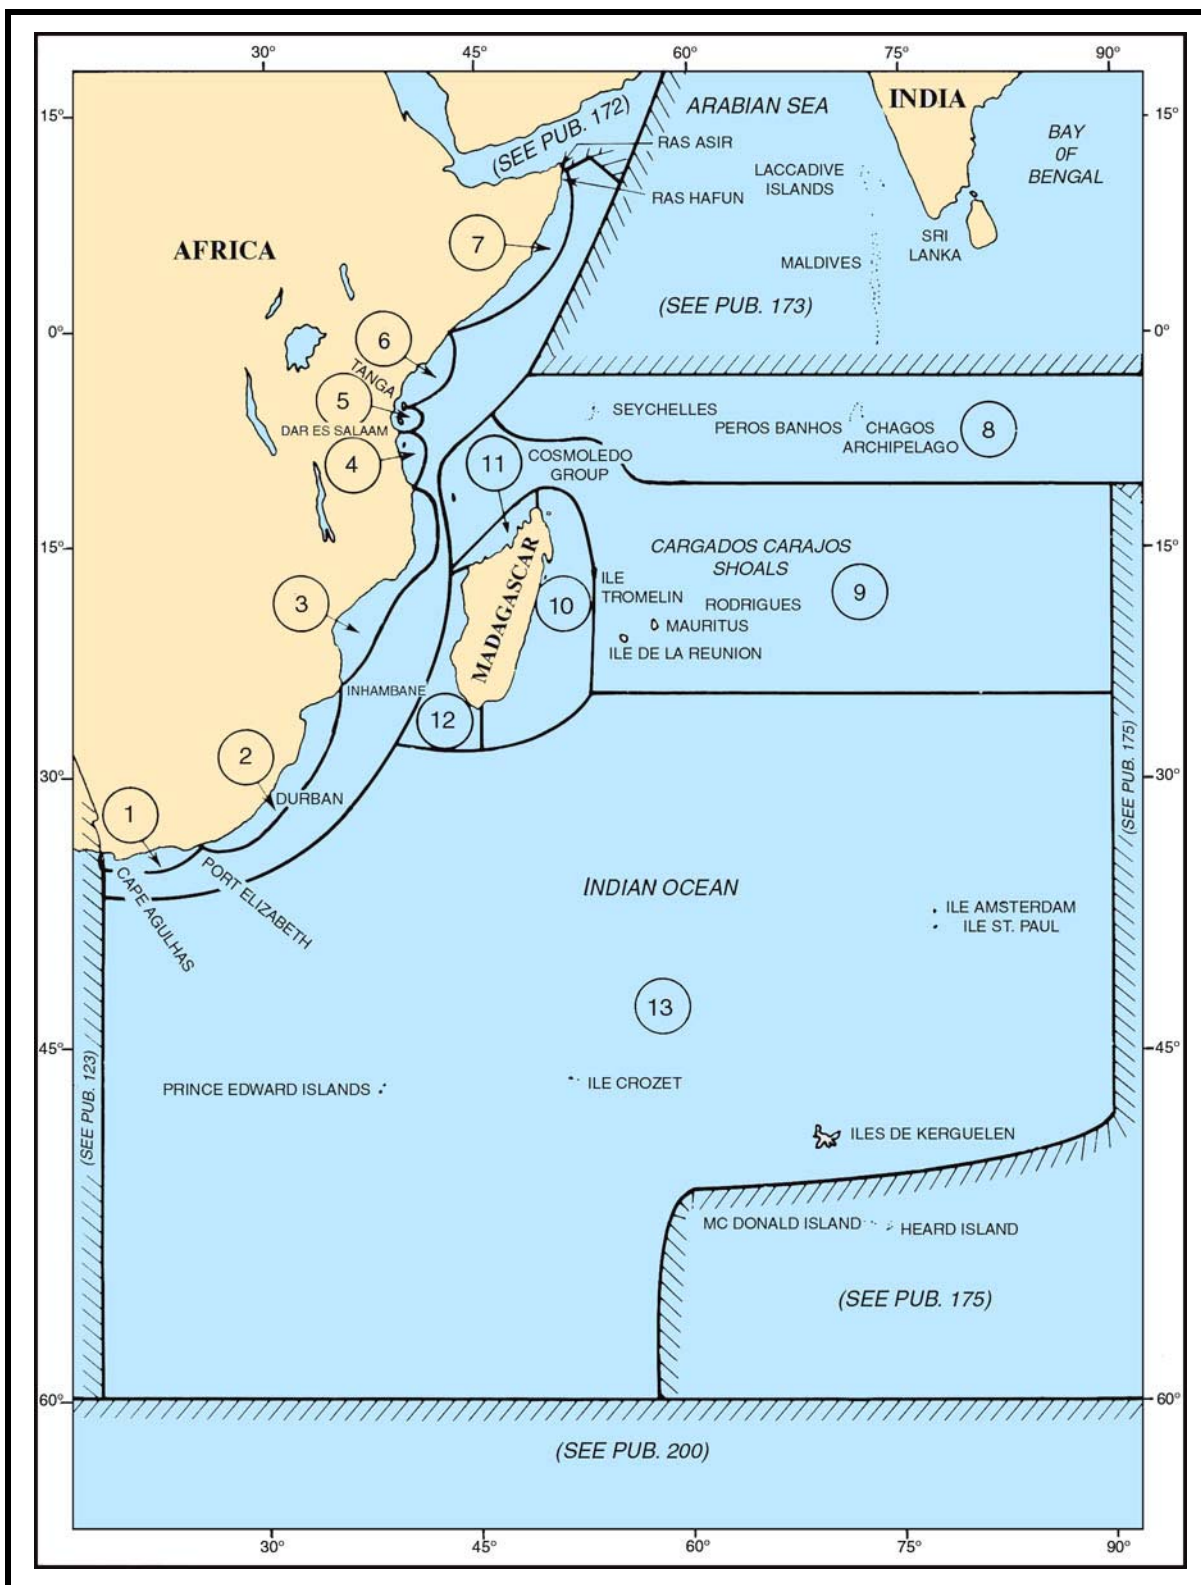 30°
45°
60°
75°
90°
15°
ARABIAN SEA
INDIA
15°
(SEE PUB. 172)
BAY
OF
BENGAL
RAS ASIR
LACCADIVE
ISLANDS
RAS HAFUN
AFRICA
7
SRI
LANKA
MALDIVES
(SEE PUB. 173)
0°
0°
6
TANGA
5
DAR ES SALAAM
4
SEYCHELLES
PEROS BANHOS
CHAGOS
ARCHIPELAGO
8
11
COSMOLEDO
GROUP
15°
15°
CARGADOS CARAJOS
SHOALS
MADAGASCAR
10
ILE
TROMELIN
9
3
RODRIGUES
MAURITUS
ILE DE LA REUNION
INHAMBANE
12
2
30°
30°
(SEE PUB. 175)
DURBAN
1
CAPE AGULHAS
PORT ELIZABETH
INDIAN OCEAN
ILE AMSTERDAM
ILE ST. PAUL
13
45°
45°
(SEE PUB. 123)
PRINCE EDWARD ISLANDS
ILE CROZET
ILES DE KERGUELEN
MC DONALD ISLAND
HEARD ISLAND
(SEE PUB. 175)
60°
60°
(SEE PUB. 200)
30°
45°
60°
75°
90°